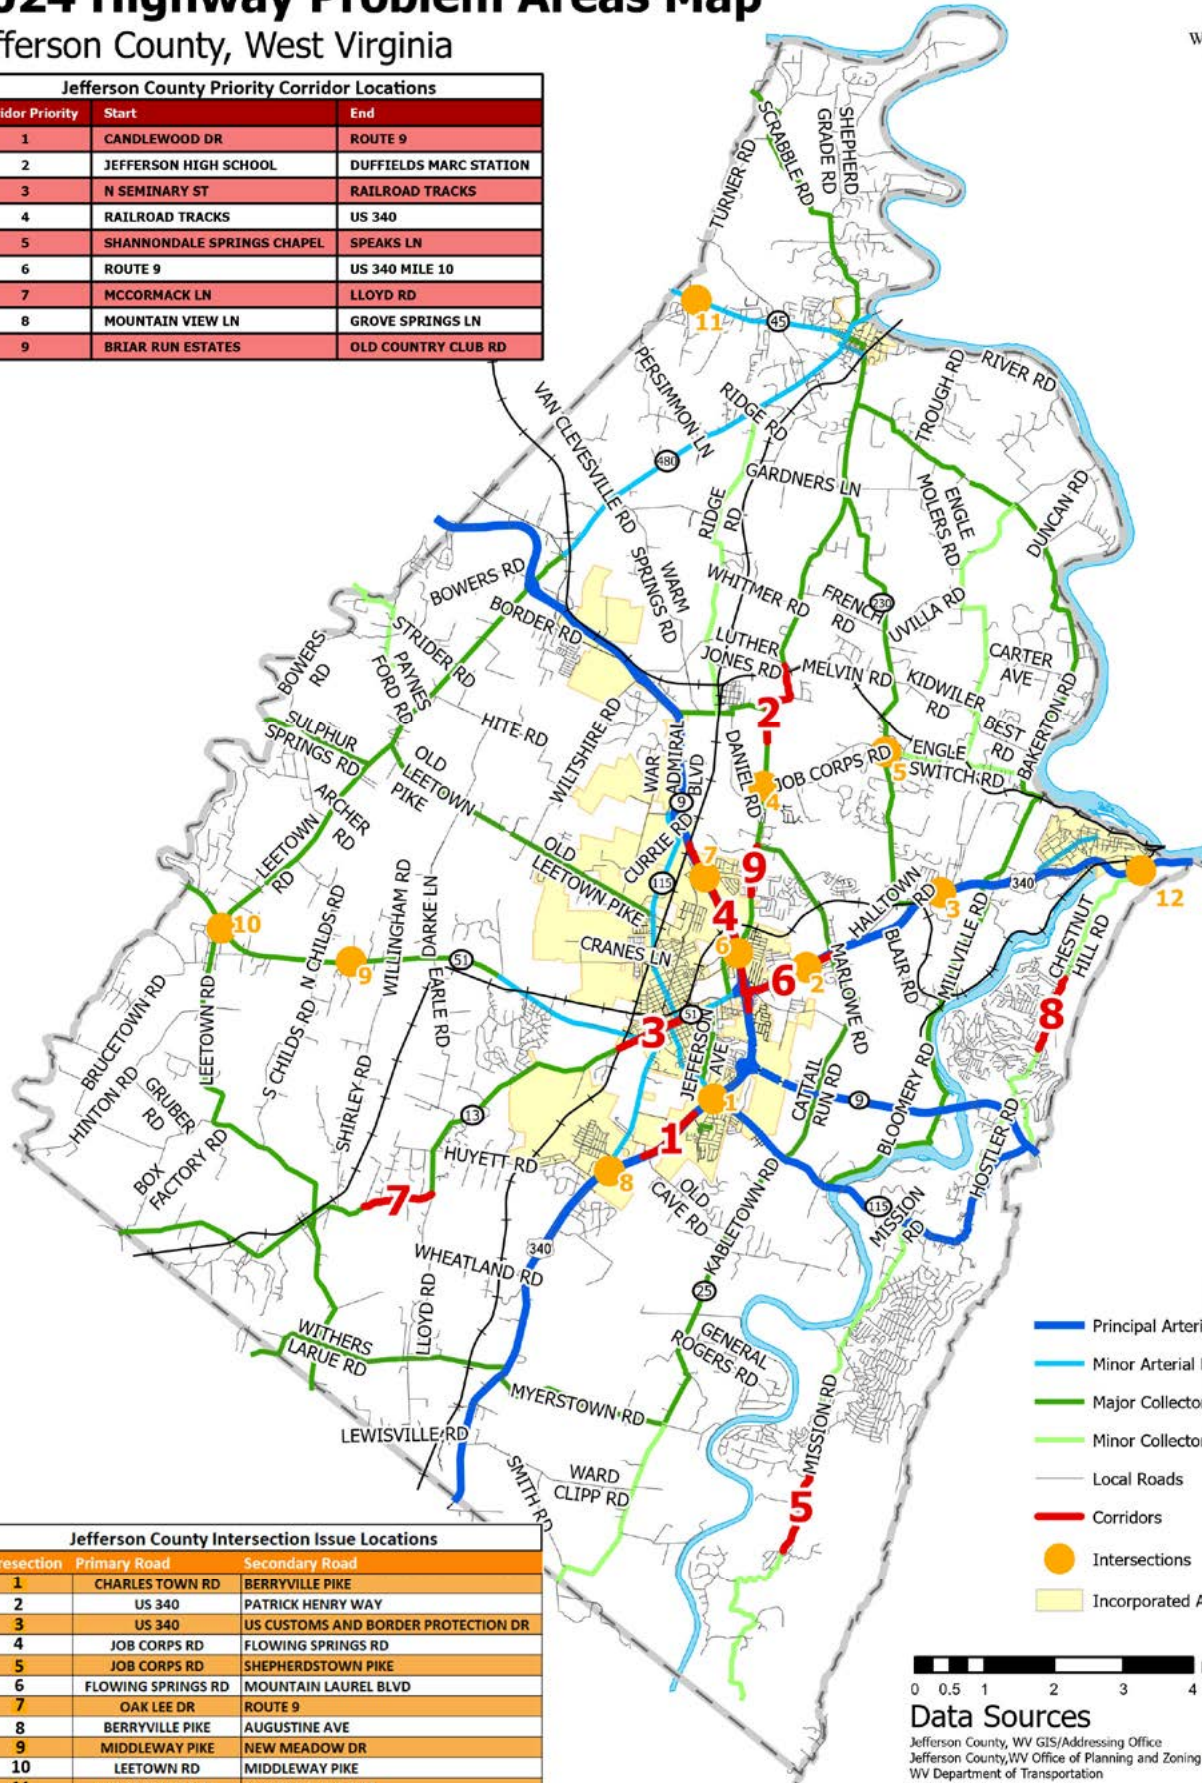 024 Highway Problem Areas Map
fferson County, West Virginia
W
Jefferson County Priority Corridor Locations
idor Priority Start End
1 CANDLEWOOD DR ROUTE 9
2 JEFFERSON HIGH SCHOOL DUFFIELDS MARC STATION
3 N SEMINARY ST RAILROAD TRACKS
4 RAILROAD TRACKS US 340
5 SHANNONDALE SPRINGS CHAPEL SPEAKS LN
6 ROUTE 9 US 340 MILE 10
7 MCCORMACK LN LLOYD RD
8 MOUNTAIN VIEW LN GROVE SPRINGS LN
9 BRIAR RUN ESTATES OLD COUNTRY CLUB RD
SCRABBLE RD
SHEPHERD
GRADE RD
TURNER RD
11
45
PERSIMMON LN
RIDGE RD
TROUGH RD
RIVER RD
VAN CLEVESVILLE RD
480
GARDNERS LN
RIDGE
RD
ENGLE
MOLERS RD
DUNCAN RD
BOWERS RD
BORDER RD
WARM
SPRINGS RD
WHITMER RD
FRENCH
RD
230
UVILLA RD
STRIDER RD
LUTHER
JONES RD
MELVIN RD
CARTER
AVE
BOWERS
RD
PAYNES
FORD RD
KIDWILER
RD
BEST
RD
BAKERTON RD
SULPHUR
SPRINGS RD
HITE RD
WILTSHIRE RD
2
OLD
LEETOWN
PIKE
WAR
ADMIRAL
BLVD
DANIEL RD
JOB CORPS RD
5
ENGLE
SWITCH RD
4
ARCHER
RD
9
LEETOWN
RD
OLD
LEETOWN PIKE
CURRIE RD
7
9
115
HALLTOWN
RD
340
3
12
WILLINGHAM RD
DARKE LN
N CHILDS RD
4
10
CRANES LN
6
BLAIR RD
MILLVILLE RD
CHESTNUT
HILL RD
9
51
EARLE RD
6
2
MARLOWE RD
8
BRUCETOWN RD
LEETOWN RD
S CHILDS RD
3
51
JEFFERSON
AVE
HINTON RD
GRUBER
RD
SHIRLEY RD
13
1
CATTAIL
RUN RD
9
BLOOMERY RD
HOSTLER RD
BOX
FACTORY RD
HUYETT RD
1
7
8
OLD
CAVE RD
KABLETOWN RD
115
MISSION
RD
WHEATLAND RD
340
25
LLOYD RD
WITHERS
LARUE RD
GENERAL
ROGERS RD
MYERSTOWN RD
MISSION RD
LEWISVILLE RD
SMITH RD
WARD
CLIPP RD
5
Principal Arteri
Minor Arterial
Major Collecto
Minor Collecto
Local Roads
Corridors
Intersections
Incorporated A
Jefferson County Intersection Issue Locations
resection Primary Road Secondary Road
1 CHARLES TOWN RD BERRYVILLE PIKE
2 US 340 PATRICK HENRY WAY
3 US 340 US CUSTOMS AND BORDER PROTECTION DR
4 JOB CORPS RD FLOWING SPRINGS RD
5 JOB CORPS RD SHEPHERDSTOWN PIKE
6 FLOWING SPRINGS RD MOUNTAIN LAUREL BLVD
7 OAK LEE DR ROUTE 9
8 BERRYVILLE PIKE AUGUSTINE AVE
9 MIDDLEWAY PIKE NEW MEADOW DR
10 LEETOWN RD MIDDLEWAY PIKE
0 0.5 1 2 3 4
Data Sources
Jefferson County, WV GIS/Addressing Office
Jefferson County,WV Office of Planning and Zoning
WV Department of Transportation